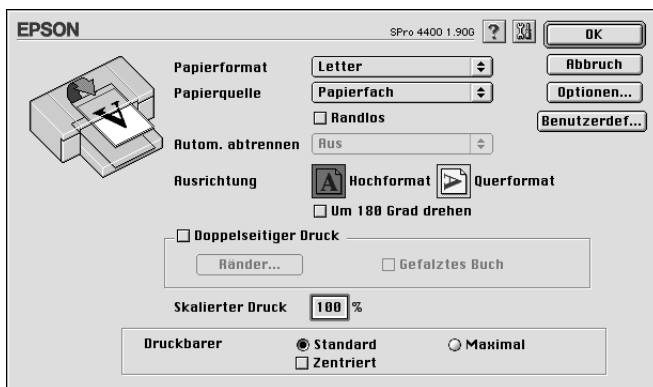 EPSON SPro 4400 1.90G ? OK
Papierformat Letter Abbruch
Papierquelle Papierfach Optionen...
Randlos Benutzerdef...
Autom. abtrennen Aus
Ausrichtung A Hochformat A Querformat
Um 180 Grad drehen
Doppelseitiger Druck
Ränder... Gefalztes Buch
Skalierter Druck 100 %
Druckbarer Standard Maximal
Zentriert